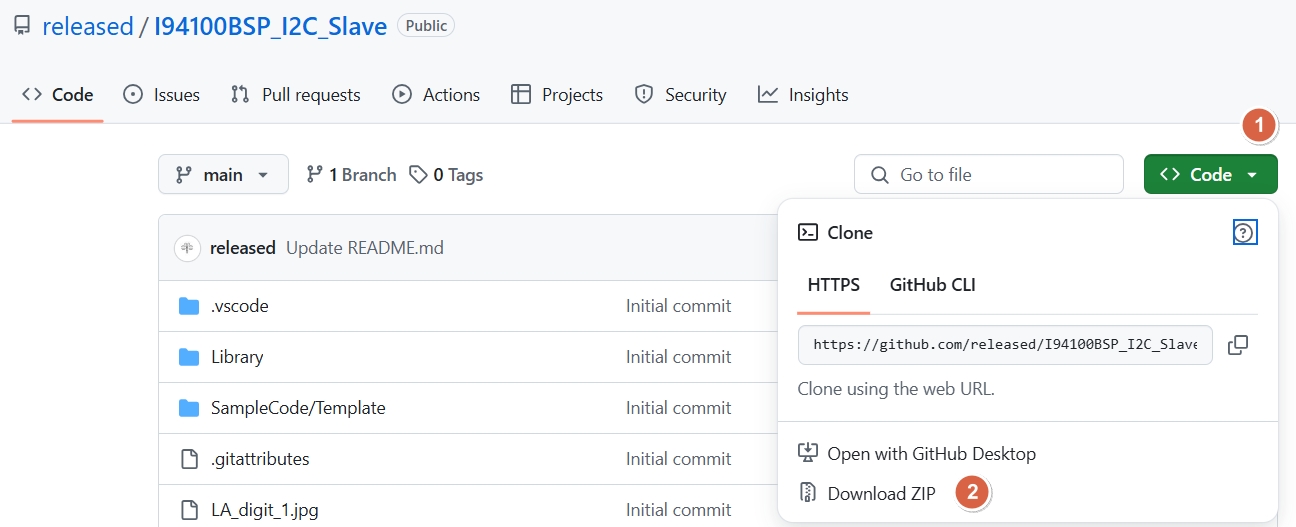 released / I94100BSP_I2C_Slave Public
Code Issues Pull requests Actions Projects Security Insights
1
main 1 Branch 0 Tags Go to file Code
released Update README.md
Clone
HTTPS GitHub CLI
.vscode Initial commit
https://github.com/released/I94100BSP_I2C_Slave
Library Initial commit
Clone using the web URL.
SampleCode/Template Initial commit
.gitattributes Initial commit
Open with GitHub Desktop
Download ZIP 2
LA_digit_1.jpg Initial commit